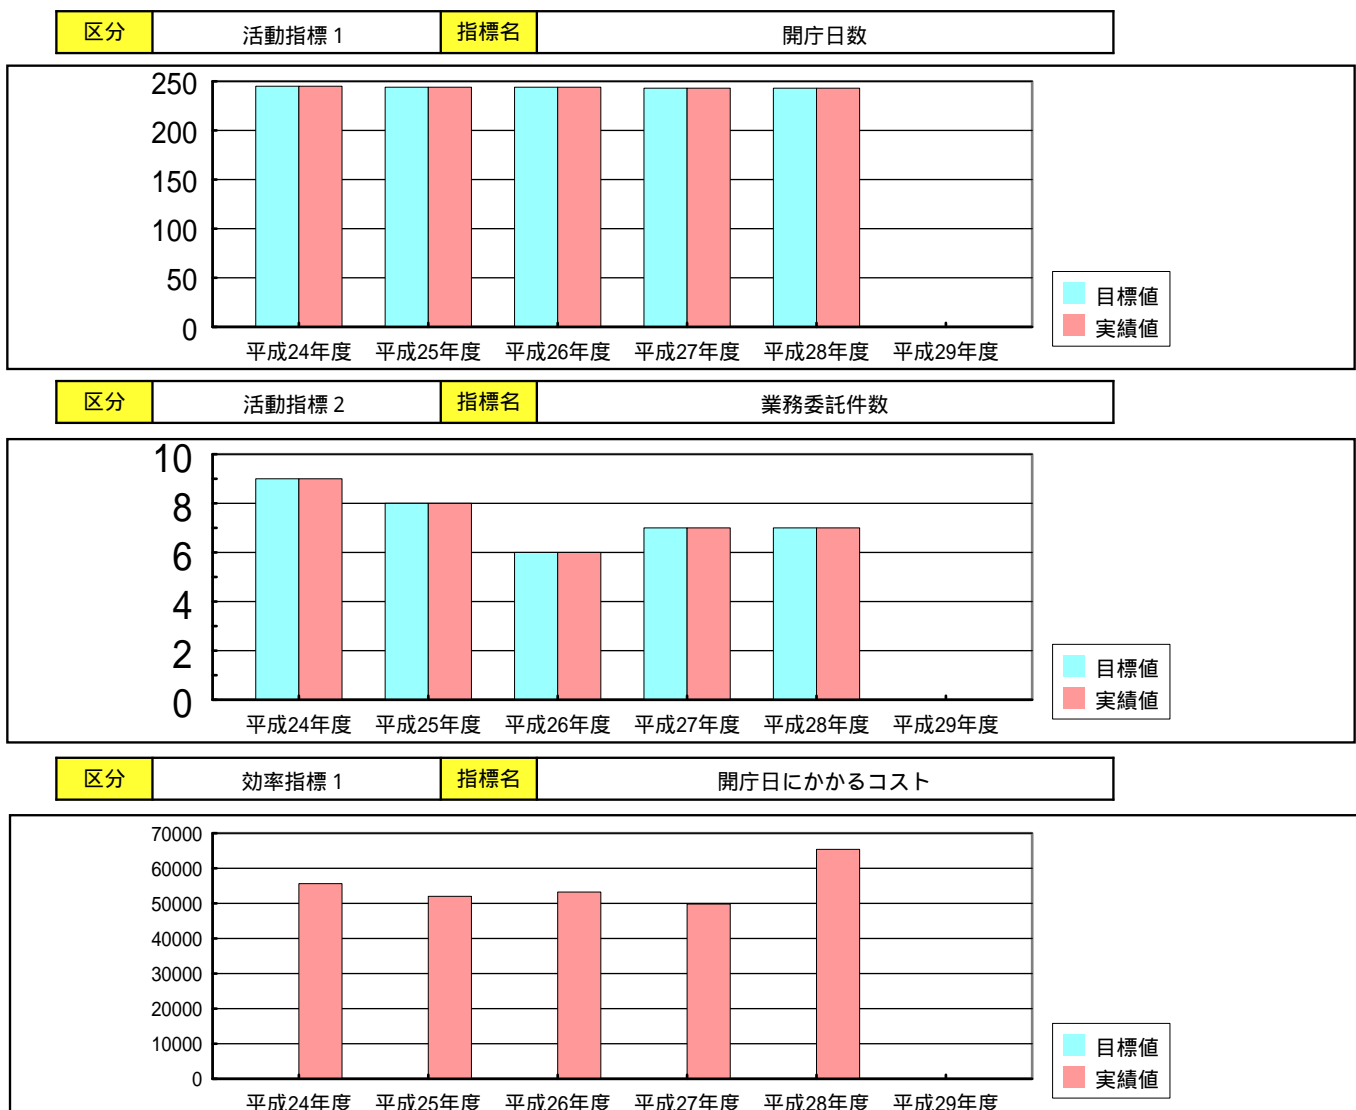 区分 活動指標１ 指標名 開庁日数
250
200
150
100
50
0
平成24年度 平成25年度 平成26年度 平成27年度 平成28年度 平成29年度
目標値
実績値
区分 活動指標２ 指標名 業務委託件数
10
8
6
4
2
0
平成24年度 平成25年度 平成26年度 平成27年度 平成28年度 平成29年度
目標値
実績値
区分 効率指標１ 指標名 開庁日にかかるコスト
70000
60000
50000
40000
30000
20000
10000
0
平成24年度 平成25年度 平成26年度 平成27年度 平成28年度 平成29年度
目標値
実績値